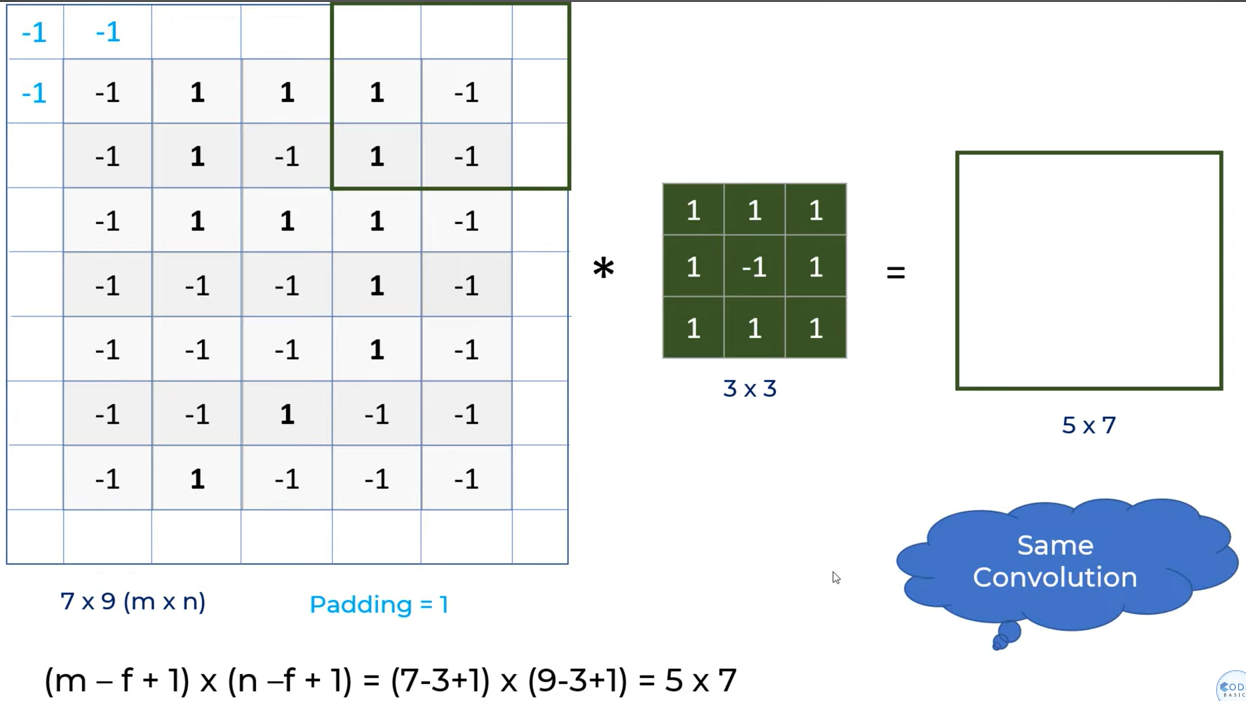 -1 -1
-1 -1 1 1 1 -1
-1 1 -1 1 -1
-1 1 1 1 -1
-1 -1 -1 1 -1
-1 -1 -1 1 -1
-1 -1 1 -1 -1
-1 1 -1 -1 -1
7 x 9 (m x n)
Padding = 1
*
1 1 1
1 -1 1
1 1 1
3 x 3
=
5 x 7
Same
Convolution
(m – f + 1) x (n –f + 1) = (7-3+1) x (9-3+1) = 5 x 7